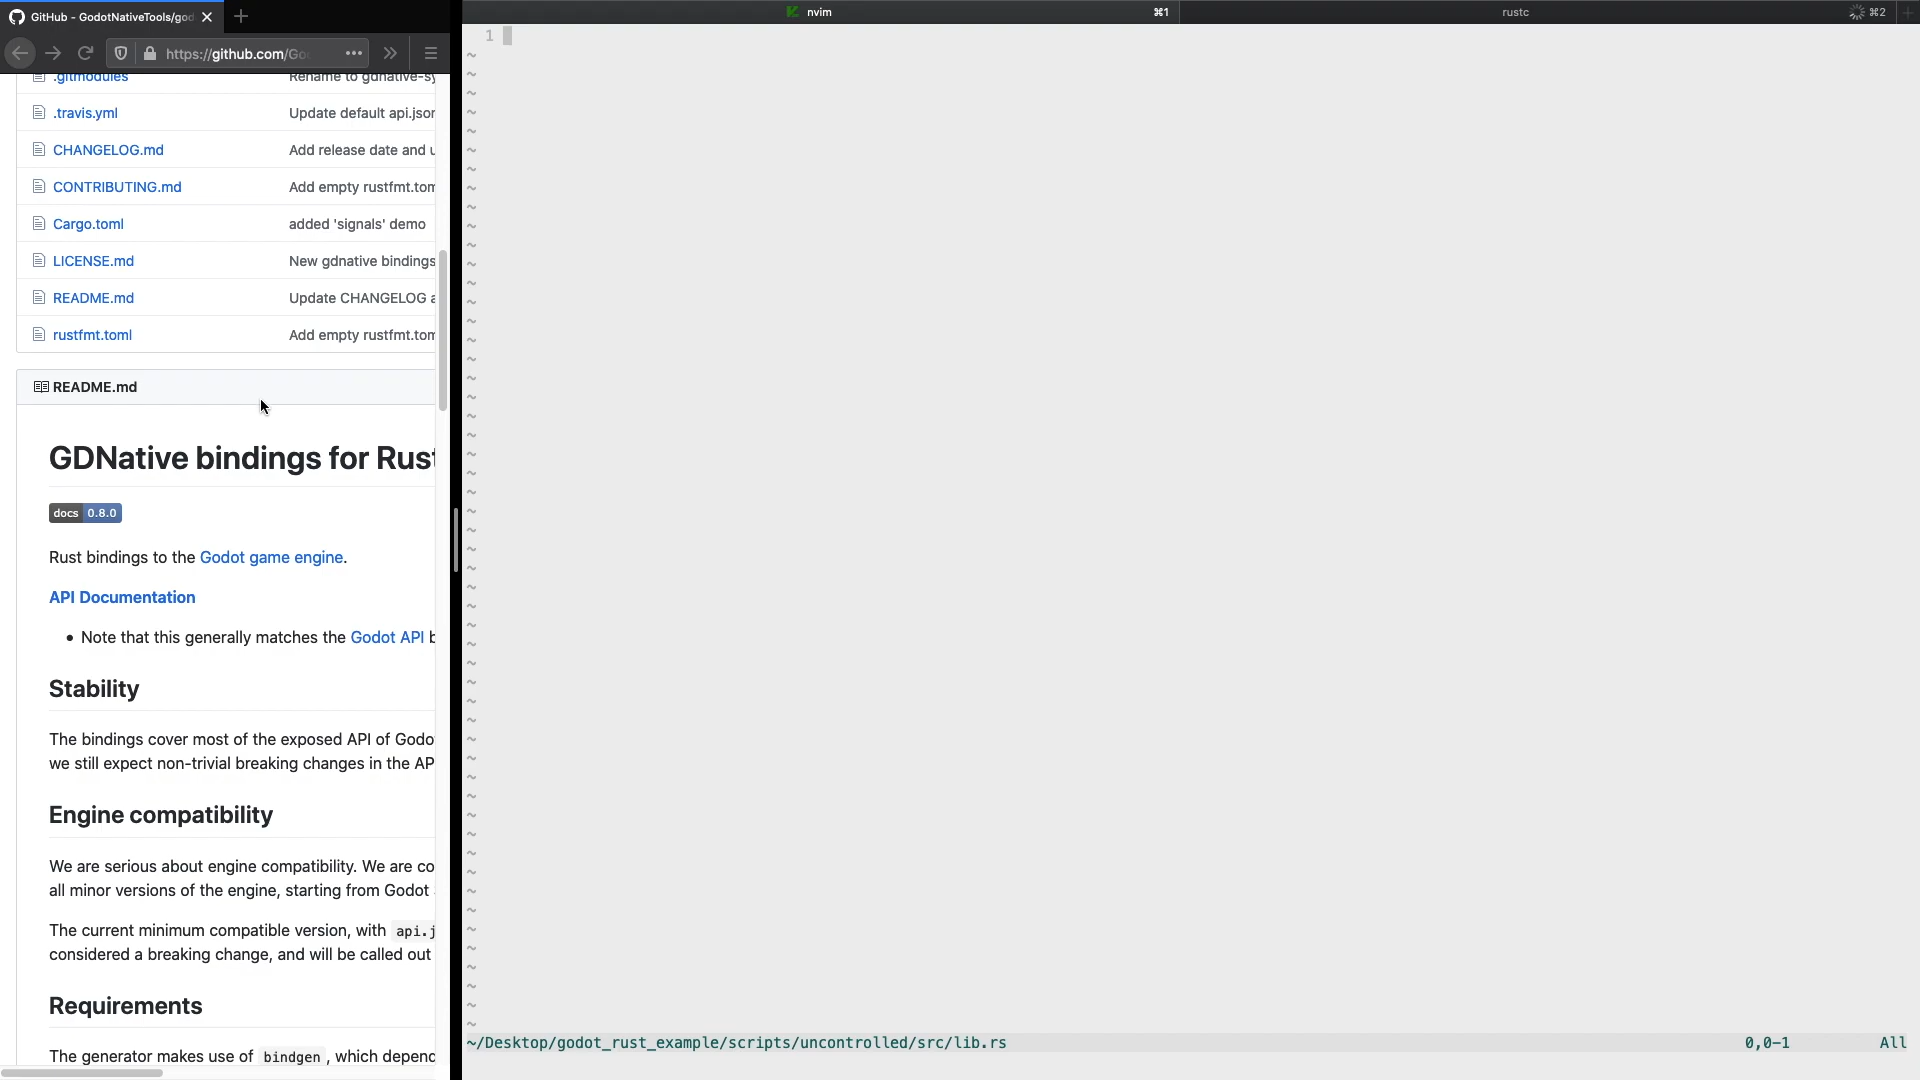 GitHub - GodotNativeTools/god
nvim
⌘1
rustc
⌘2
https://github.com/Go
.gitmodules
Rename to gdnative-sy
.travis.yml
Update default api.json
CHANGELOG.md
Add release date and u
CONTRIBUTING.md
Add empty rustfmt.tom
Cargo.toml
added 'signals' demo
LICENSE.md
New gdnative bindings
README.md
Update CHANGELOG a
rustfmt.toml
Add empty rustfmt.tom
README.md
GDNative bindings for Rust
docs 0.8.0
Rust bindings to the Godot game engine.
API Documentation
• Note that this generally matches the Godot API b
Stability
The bindings cover most of the exposed API of Godo
we still expect non-trivial breaking changes in the AP
Engine compatibility
We are serious about engine compatibility. We are co
all minor versions of the engine, starting from Godot
The current minimum compatible version, with api.j
considered a breaking change, and will be called out
Requirements
The generator makes use of bindgen , which depend
1
~/Desktop/godot_rust_example/scripts/uncontrolled/src/lib.rs
0,0-1
All